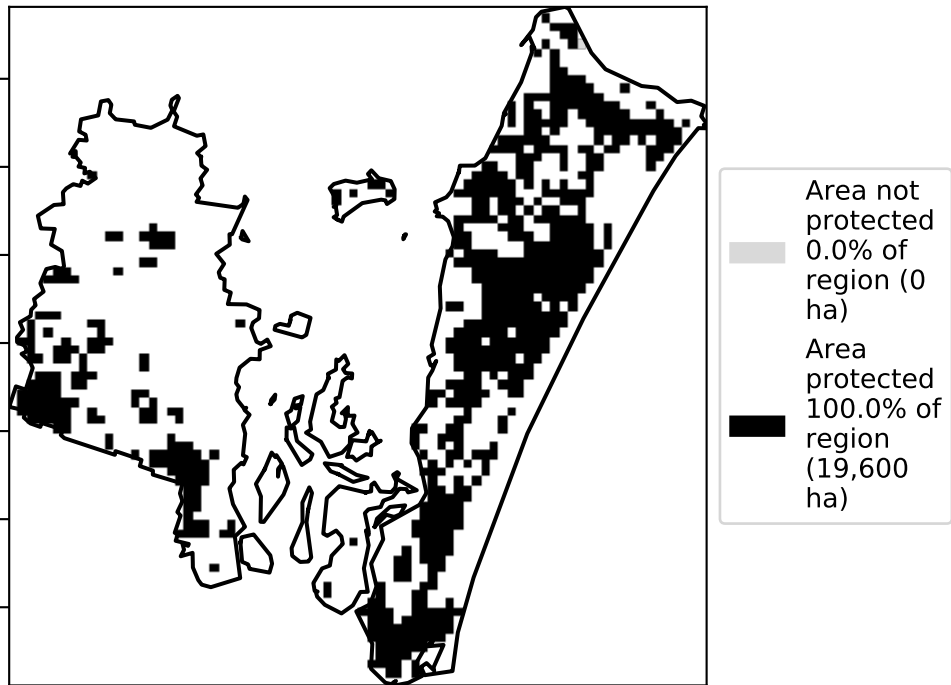 Area not
protected
0.0% of
region (0
ha)
Area
protected
100.0% of
region
(19,600
ha)